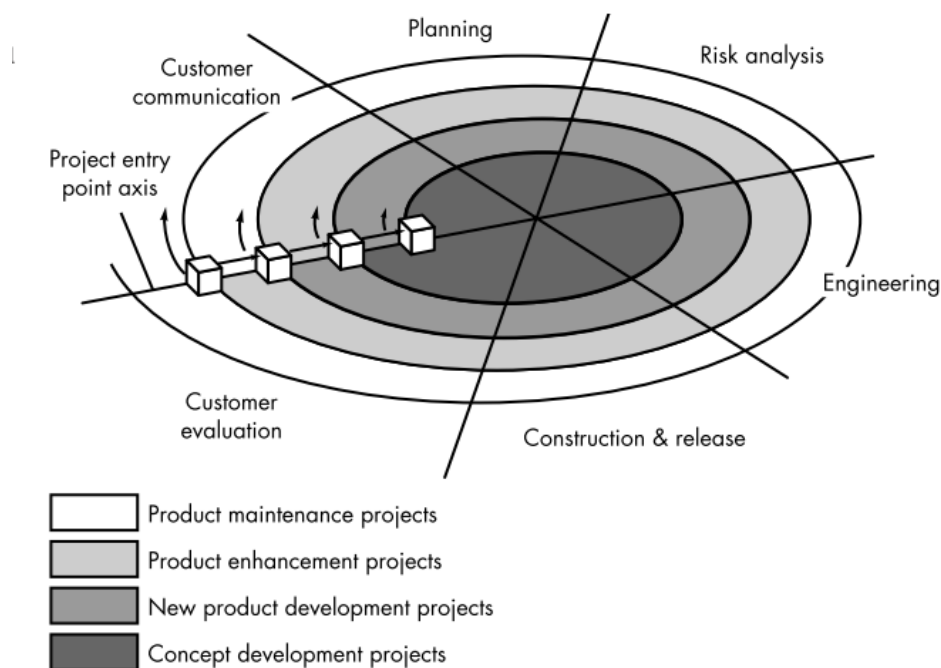 Planning
Risk analysis
Customer
communication
Project entry
point axis
Engineering
Customer
evaluation
Construction & release
Product maintenance projects
Product enhancement projects
New product development projects
Concept development projects